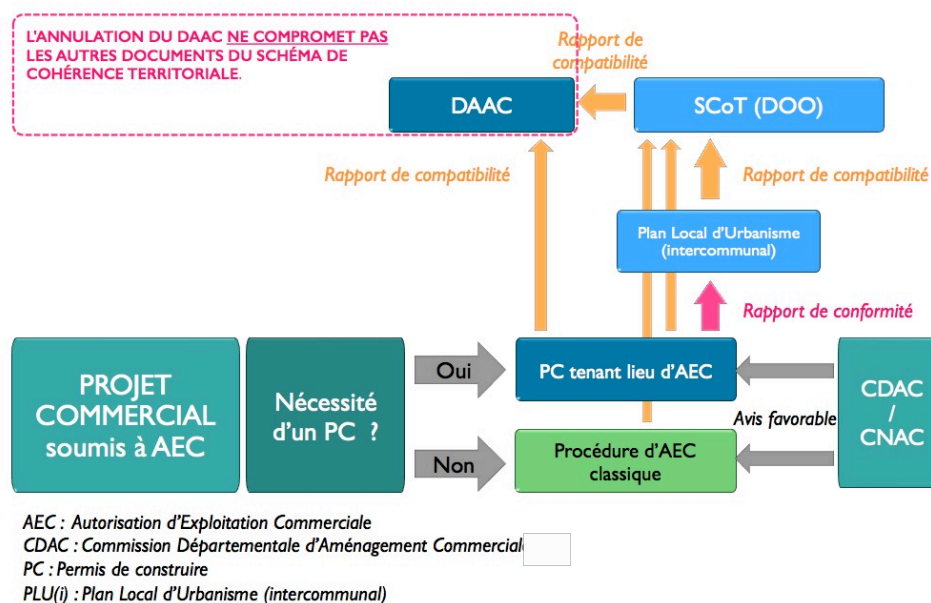 L'ANNULATION DU DAAC NE COMPROMET PAS
LES AUTRES DOCUMENTS DU SCHÉMA DE
COHÉRENCE TERRITORIALE.
Rapport de
compatibilité
DAAC
SCoT (DOO)
Rapport de compatibilité
Rapport de compatibilité
Plan Local d'Urbanisme
(intercommunal)
Rapport de conformité
PROJET
COMMERCIAL
soumis à AEC
Nécessité
d'un PC ?
Oui
Non
PC tenant lieu d'AEC
Procédure d'AEC
classique
Avis favorable
CDAC
/
CNAC
AEC : Autorisation d'Exploitation Commerciale
CDAC : Commission Départementale d'Aménagement Commerciale
PC : Permis de construire
PLU(i) : Plan Local d'Urbanisme (intercommunal)